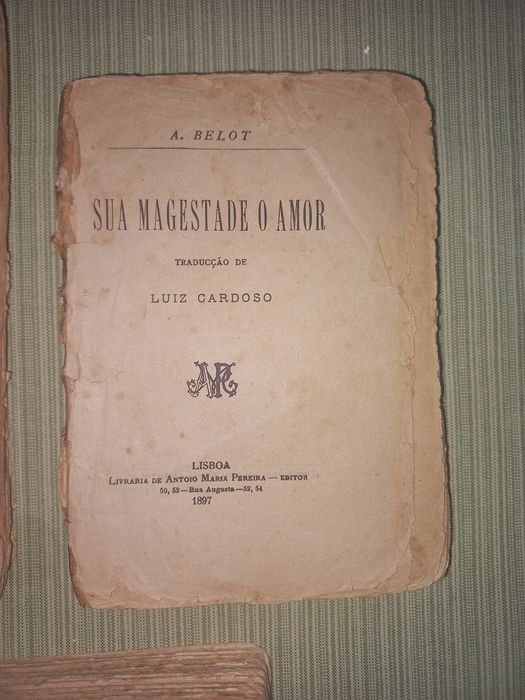 A. BELOT
SUA MAGESTADE O AMOR
TRADUCÇÃO DE
LUIZ CARDOSO
AMP
LISBOA
LIVRARIA DE ANTOIO MARIA PEREIRA — EDITOR
50, 52 — Rua Augusta — 52, 54
1897